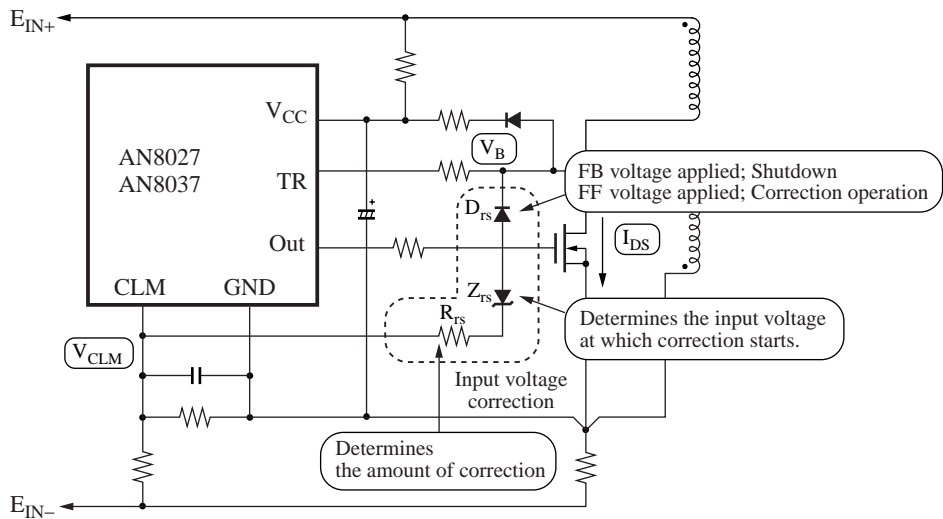 E_IN+
AN8027
AN8037
V_CC
TR
Out
CLM
GND
+
V_B
D_rs
FB voltage applied; Shutdown
FF voltage applied; Correction operation
I_DS
Z_rs
R_rs
V_CLM
Determines the input voltage
at which correction starts.
Input voltage
correction
Determines
the amount of correction
E_IN−